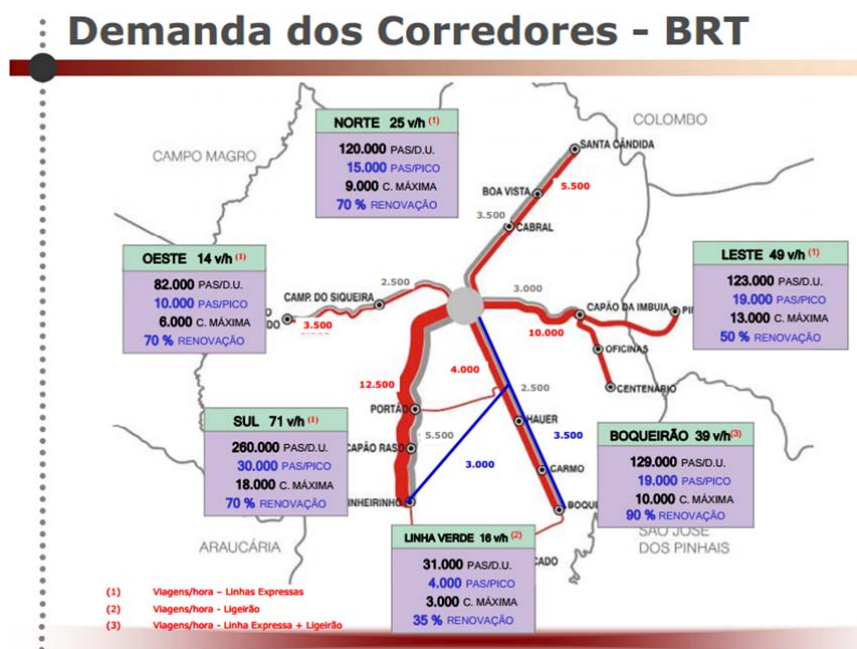 Demanda dos Corredores - BRT
COLOMBO
CAMPO MAGRO
NORTE 25 v/h (1)
120.000 PAS/D.U.
15.000 PAS/PICO
9.000 C. MÁXIMA
70 % RENOVAÇÃO
SANTA CÂNDIDA
5.500
BOA VISTA
3.500
CABRAL
OESTE 14 v/h (1)
82.000 PAS/D.U.
10.000 PAS/PICO
6.000 C. MÁXIMA
70 % RENOVAÇÃO
2.500
CAMP. DO SIQUEIRA
3.500
3.000
CAPÃO DA IMBUIA
10.000
OFICINAS
CENTENÁRIO
LESTE 49 v/h (1)
123.000 PAS/D.U.
19.000 PAS/PICO
13.000 C. MÁXIMA
50 % RENOVAÇÃO
12.500
4.000
2.500
PORTÃO
HAUER
5.500
3.500
CAPÃO RASO
3.000
CARMO
SUL 71 v/h (1)
260.000 PAS/D.U.
30.000 PAS/PICO
18.000 C. MÁXIMA
70 % RENOVAÇÃO
INHEIRINHO
BOQUE
BOQUEIRÃO 39 v/h (3)
129.000 PAS/D.U.
19.000 PAS/PICO
10.000 C. MÁXIMA
90 % RENOVAÇÃO
SÃO JOSÉ
DOS PINHAIS
ARAUCÁRIA
CADO
LINHA VERDE 16 v/h (2)
31.000 PAS/D.U.
4.000 PAS/PICO
3.000 C. MÁXIMA
35 % RENOVAÇÃO
(1) Viagens/hora – Linhas Expressas
(2) Viagens/hora - Ligeirão
(3) Viagens/hora - Linha Expressa + Ligeirão